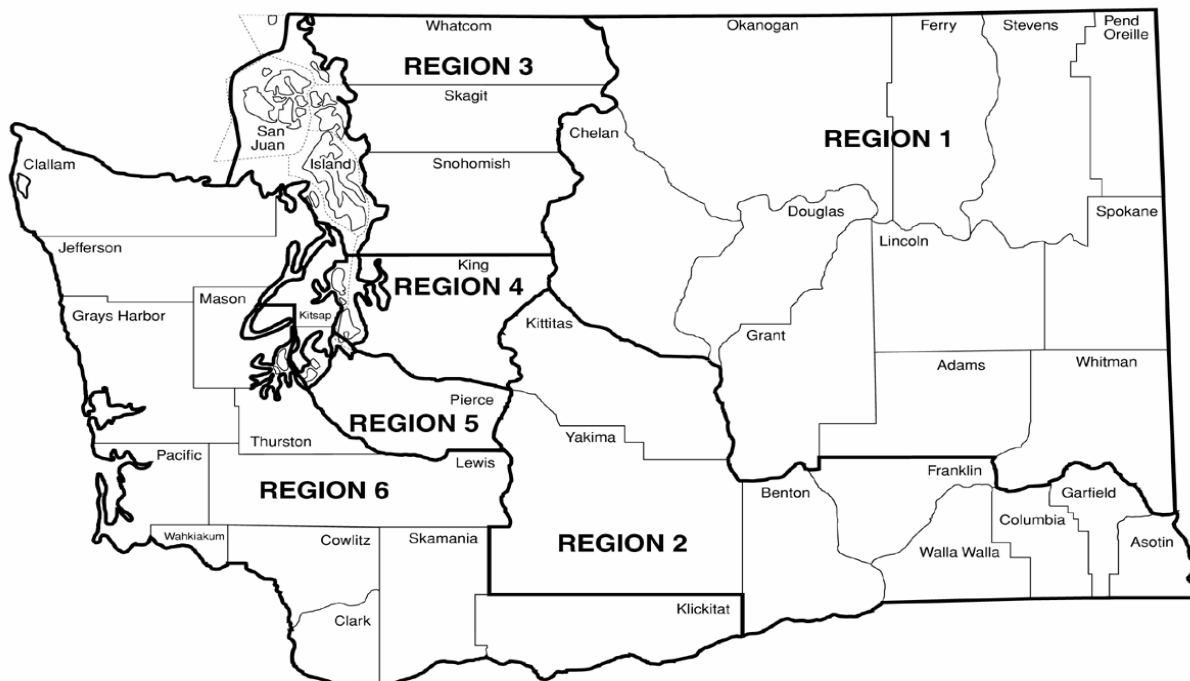 Whatcom
Okanogan
Ferry
Stevens
Pend
Oreille
REGION 3
Skagit
San
Juan
Chelan
REGION 1
Clallam
Island
Snohomish
Douglas
Spokane
Lincoln
Jefferson
King
REGION 4
Mason
Grays Harbor
Kitsap
Kittitas
Grant
Adams
Whitman
Pierce
REGION 5
Thurston
Yakima
Pacific
Lewis
REGION 6
Franklin
Benton
Garfield
Columbia
Wahkiakum
Cowlitz
Skamania
REGION 2
Walla Walla
Asotin
Clark
Klickitat